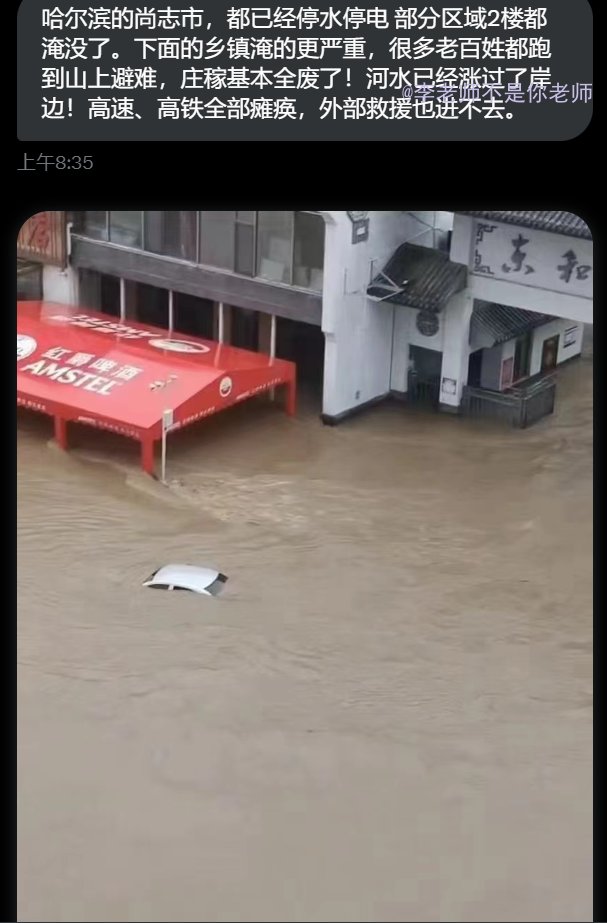 哈尔滨的尚志市，都已经停水停电 部分区域2楼都
淹没了。下面的乡镇淹的更严重，很多老百姓都跑
到山上避难，庄稼基本全废了！河水已经涨过了岸
边！高速、高铁全部瘫痪，外部救援也进不去。
@李老师不是你老师
上午8:35
东和
红爵啤酒
AMSTEL